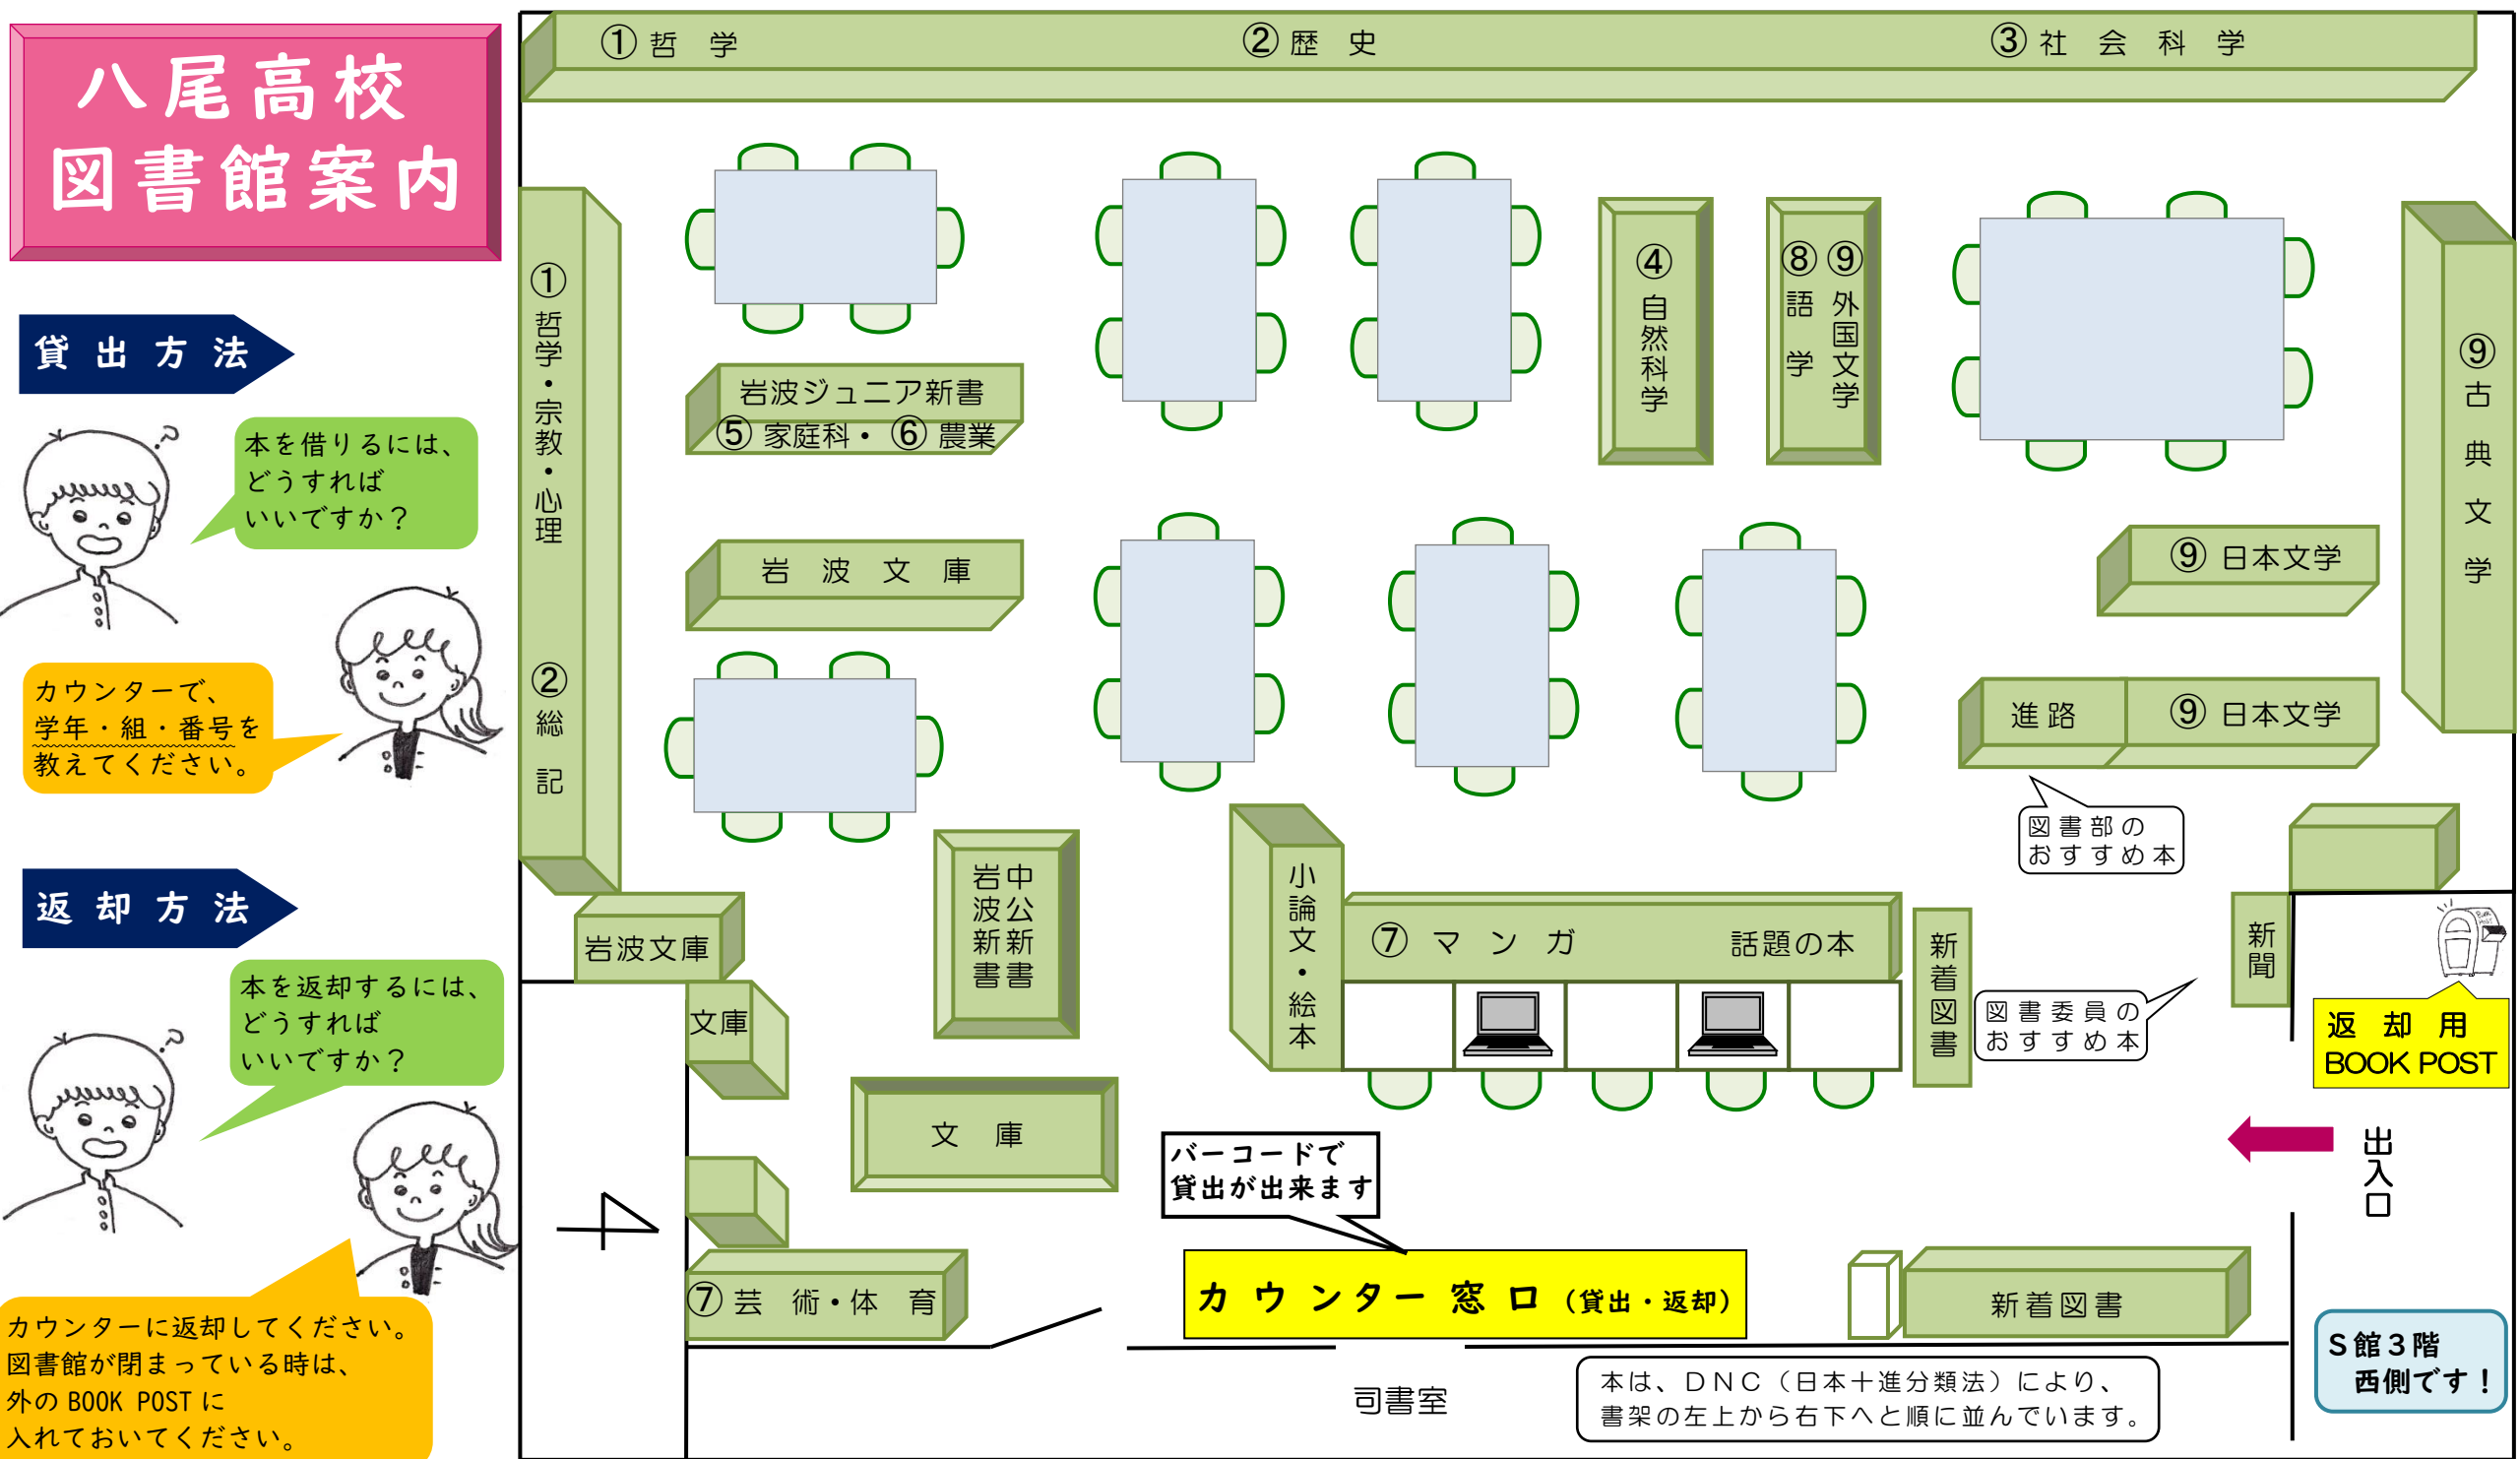 八尾高校
図書館案内
貸出方法
本を借りるには、
どうすれば
いいですか？
カウンターで、
学年・組・番号を
教えてください。
返却方法
本を返却するには、
どうすれば
いいですか？
カウンターに返却してください。
図書館が閉まっている時は、
外の BOOK POST に
入れておいてください。
①哲 学
②歴 史
③社 会 科 学
①哲学・宗教・心理
②総 記
岩波ジュニア新書
⑤家庭科・⑥農業
岩 波 文 庫
④自然科学
⑨外国文学
⑧語 学
⑨古 典 文 学
⑨日本文学
進路
⑨日本文学
図書部の
おすすめ本
岩波文庫
文庫
中公新書
岩波新書
文 庫
小論文・絵本
⑦マ ン ガ
話題の本
新着図書
図書委員の
おすすめ本
新聞
返 却 用
BOOK POST
出入口
バーコードで
貸出が出来ます
⑦芸 術・体 育
カ ウ ン タ ー 窓 口（貸出・返却）
新着図書
司書室
本は、ＤＮＣ（日本十進分類法）により、
書架の左上から右下へと順に並んでいます。
Ｓ館３階
西側です！